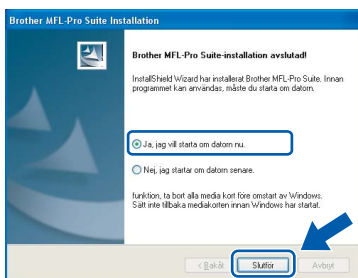 Brother MFL-Pro Suite Installation
Brother MFL-Pro Suite-installation avslutad!
InstallShield Wizard har installerat Brother MFL-Pro Suite. Innan
programmet kan användas, måste du starta om datorn.
Ja, jag vill starta om datorn nu.
Nej, jag startar om datorn senare.
funktion, ta bort alla media kort före omstart av Windows.
Sätt inte tillbaka mediakorten innan Windows har startat.
< Bakåt
Slutför
Avbryt